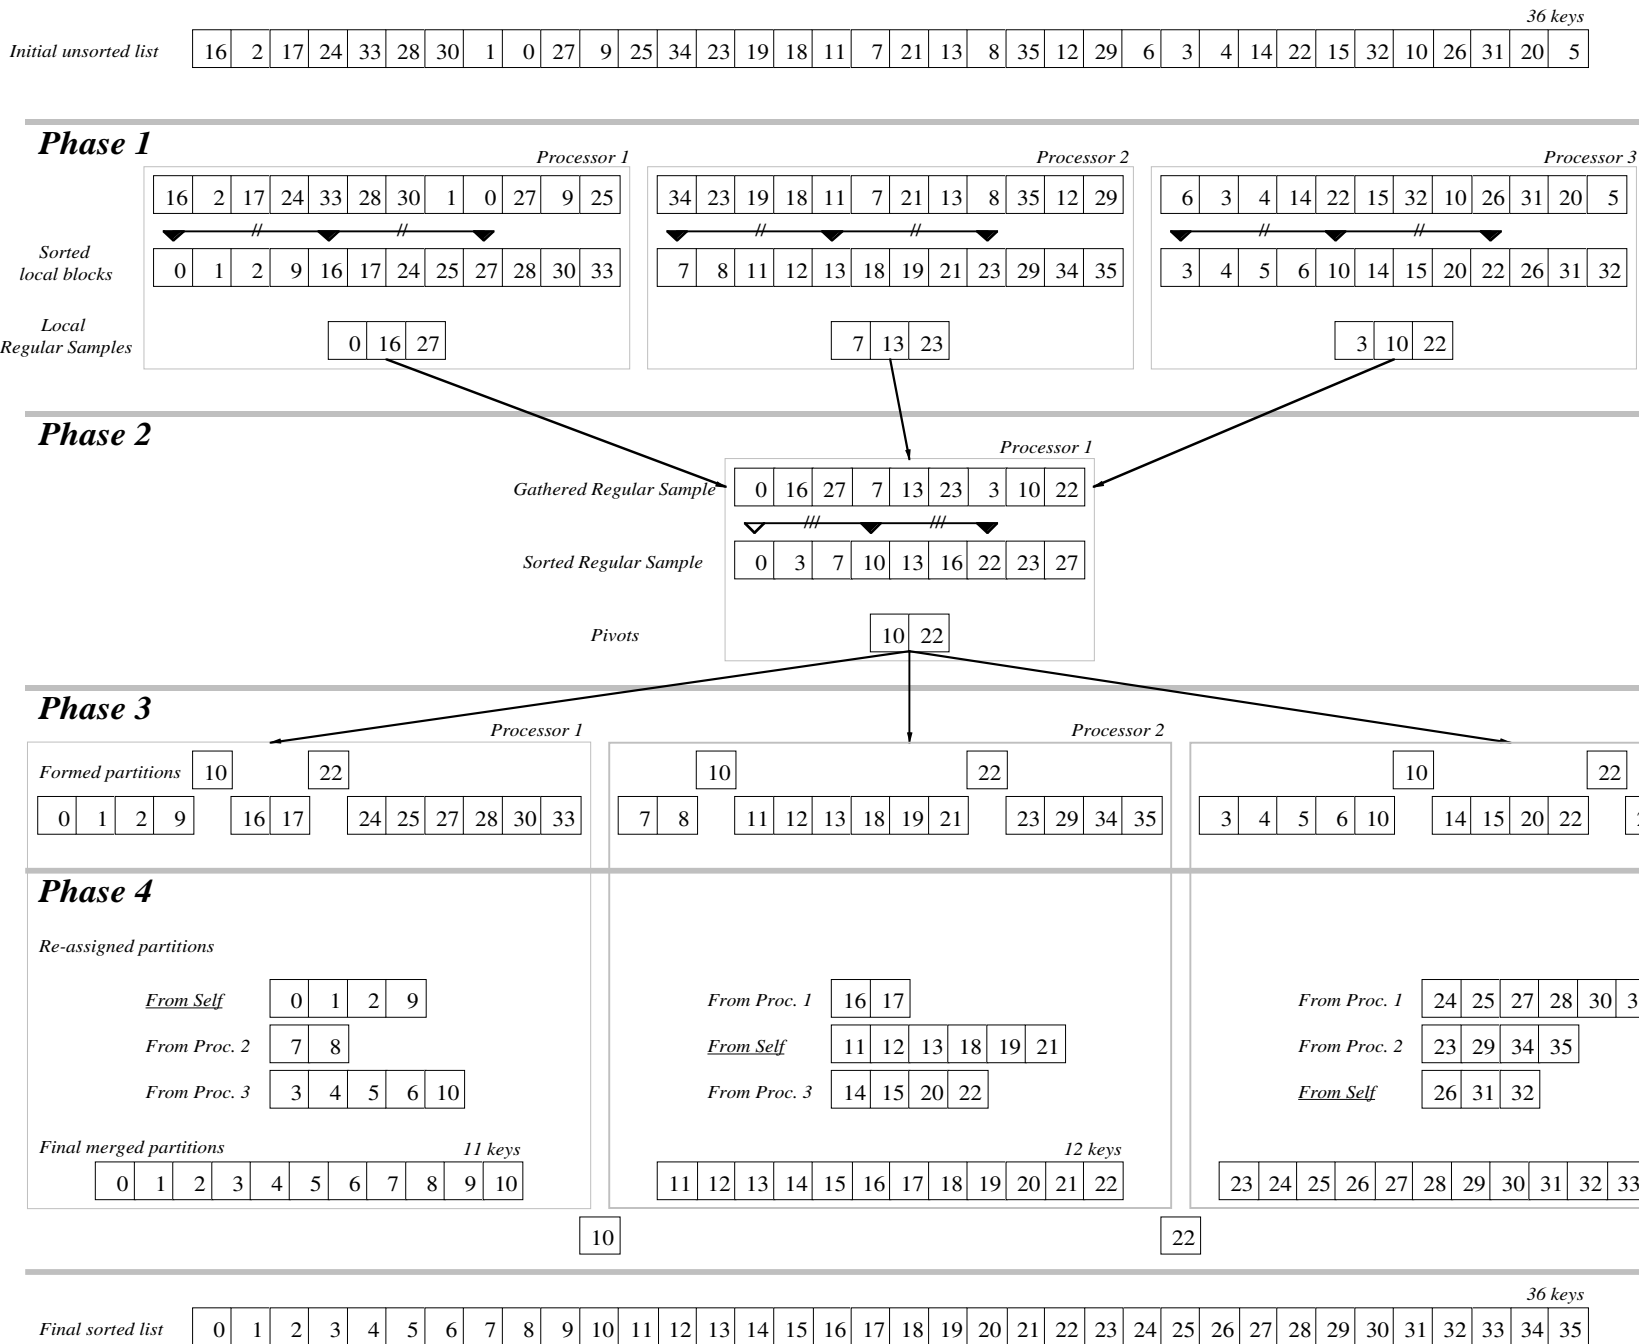 36 keys
Initial unsorted list 16 2 17 24 33 28 30 1 0 27 9 25 34 23 19 18 11 7 21 13 8 35 12 29 6 3 4 14 22 15 32 10 26 31 20 5
Phase 1
Processor 1 Processor 2 Processor 3
16 2 17 24 33 28 30 1 0 27 9 25 34 23 19 18 11 7 21 13 8 35 12 29 6 3 4 14 22 15 32 10 26 31 20 5
// // // // // //
Sorted
local blocks
0 1 2 9 16 17 24 25 27 28 30 33 7 8 11 12 13 18 19 21 23 29 34 35 3 4 5 6 10 14 15 20 22 26 31 32
Local
Regular Samples
0 16 27 7 13 23 3 10 22
Phase 2
Processor 1
Gathered Regular Sample 0 16 27 7 13 23 3 10 22
/// ///
Sorted Regular Sample 0 3 7 10 13 16 22 23 27
Pivots 10 22
Phase 3
Processor 1 Processor 2
Formed partitions 10 22 10 22 10 22
0 1 2 9 16 17 24 25 27 28 30 33 7 8 11 12 13 18 19 21 23 29 34 35 3 4 5 6 10 14 15 20 22
Phase 4
Re-assigned partitions
From Self 0 1 2 9 From Proc. 1 16 17 From Proc. 1 24 25 27 28 30
From Proc. 2 7 8 From Self 11 12 13 18 19 21 From Proc. 2 23 29 34 35
From Proc. 3 3 4 5 6 10 From Proc. 3 14 15 20 22 From Self 26 31 32
Final merged partitions 11 keys 12 keys
0 1 2 3 4 5 6 7 8 9 10 11 12 13 14 15 16 17 18 19 20 21 22 23 24 25 26 27 28 29 30 31 32 33
10 22
36 keys
Final sorted list 0 1 2 3 4 5 6 7 8 9 10 11 12 13 14 15 16 17 18 19 20 21 22 23 24 25 26 27 28 29 30 31 32 33 34 35